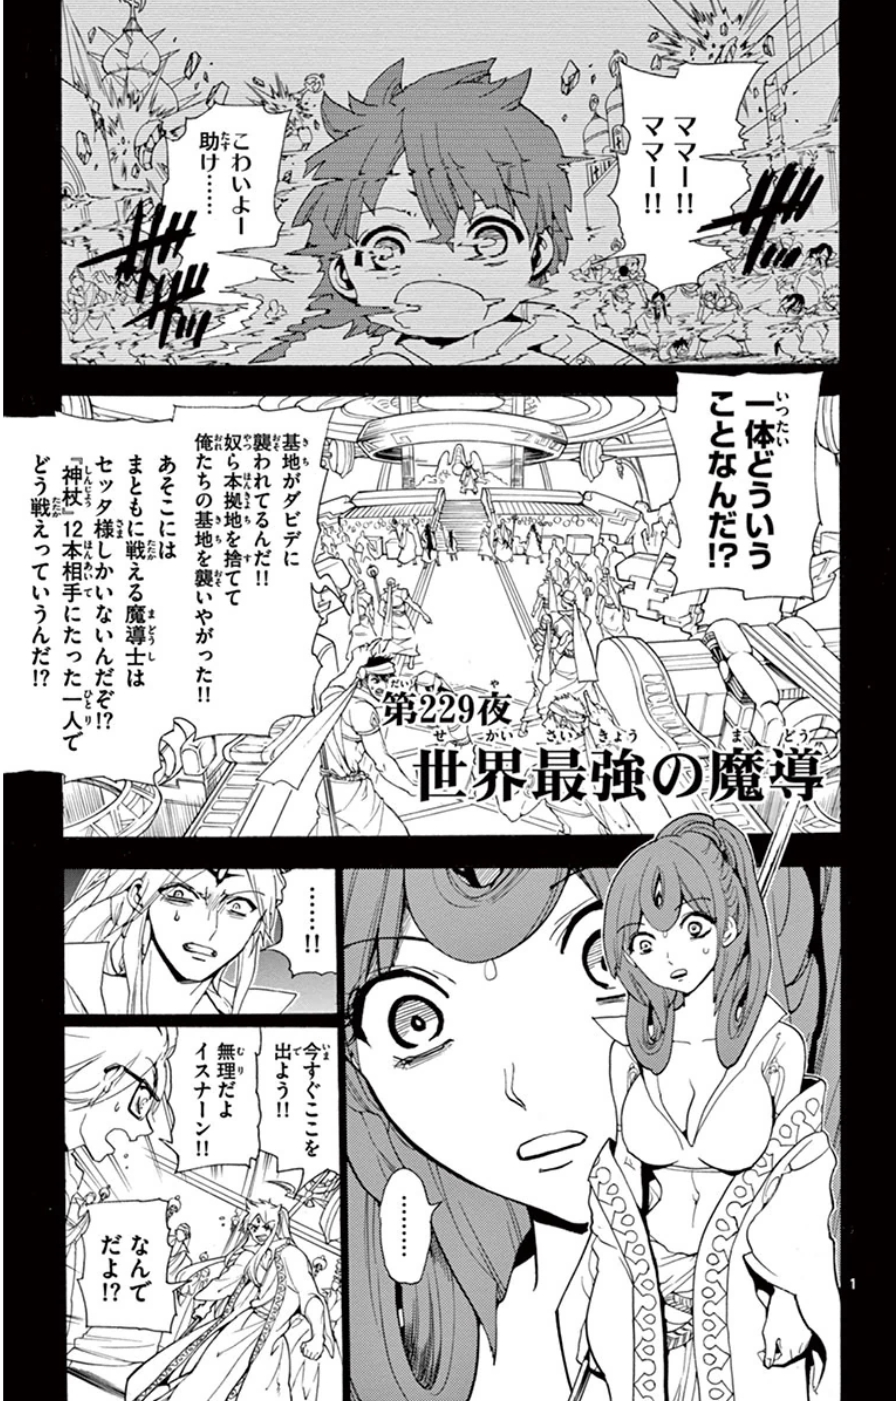 ママー!!
ママー!!
こわいよー
助け……
一体どういう
ことなんだ!?
基地がダビデに
襲われてるんだ!!
奴ら本拠地を捨てて
俺たちの基地を襲いやがった!!
あそこには
まともに戦える魔導士は
セッタ様しかいないんだぞ!?
『神杖』12本相手にたった一人で
どう戦えっていうんだ!?
第229夜
世界最強の魔導
………
……!!
今すぐここを
出よう!!
無理だよ
イスナーン!!
なんで
だよ!?
1